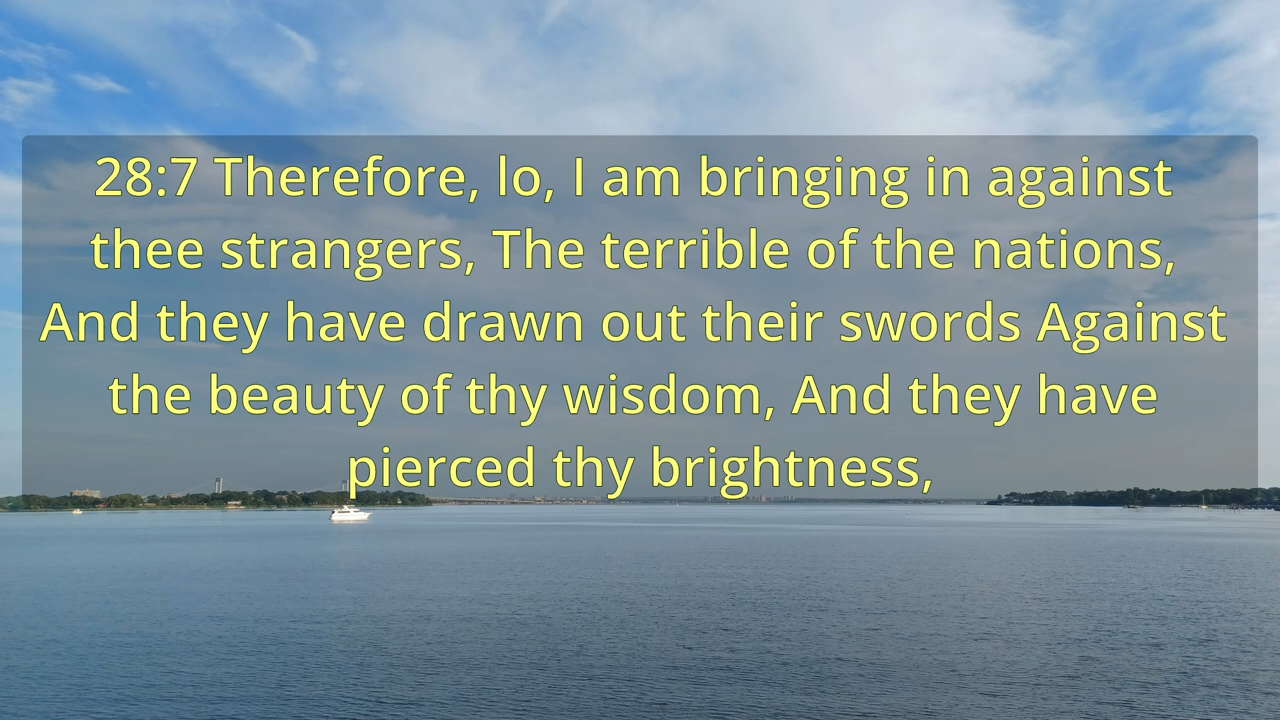 28:7 Therefore, lo, I am bringing in against
thee strangers, The terrible of the nations,
And they have drawn out their swords Against
the beauty of thy wisdom, And they have
pierced thy brightness,